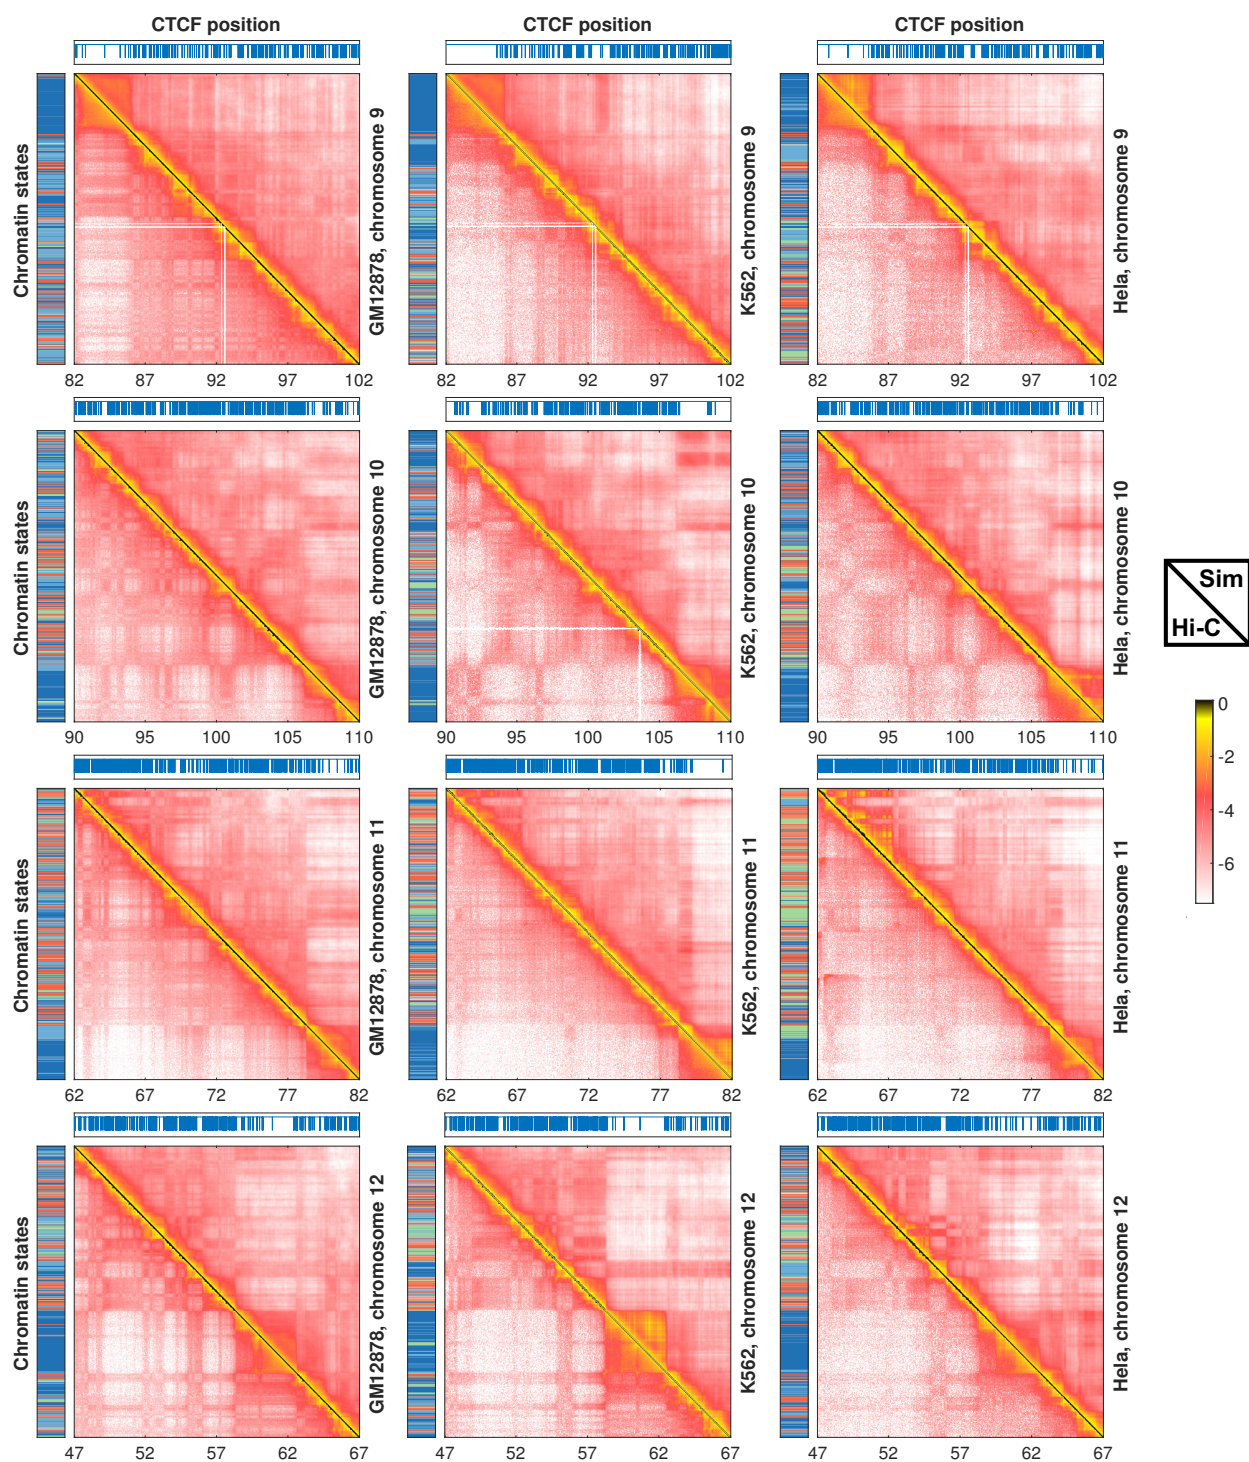 CTCF position CTCF position CTCF position
Chromatin states
GM12878, chromosome 9
K562, chromosome 9
Hela, chromosome 9
82 87 92 97 102 82 87 92 97 102 82 87 92 97 102
Chromatin states
GM12878, chromosome 10
K562, chromosome 10
Hela, chromosome 10
90 95 100 105 110 90 95 100 105 110 90 95 100 105 110
Sim
Hi-C
0
-2
-4
-6
Chromatin states
GM12878, chromosome 11
K562, chromosome 11
Hela, chromosome 11
62 67 72 77 82 62 67 72 77 82 62 67 72 77 82
Chromatin states
GM12878, chromosome 12
K562, chromosome 12
Hela, chromosome 12
47 52 57 62 67 47 52 57 62 67 47 52 57 62 67